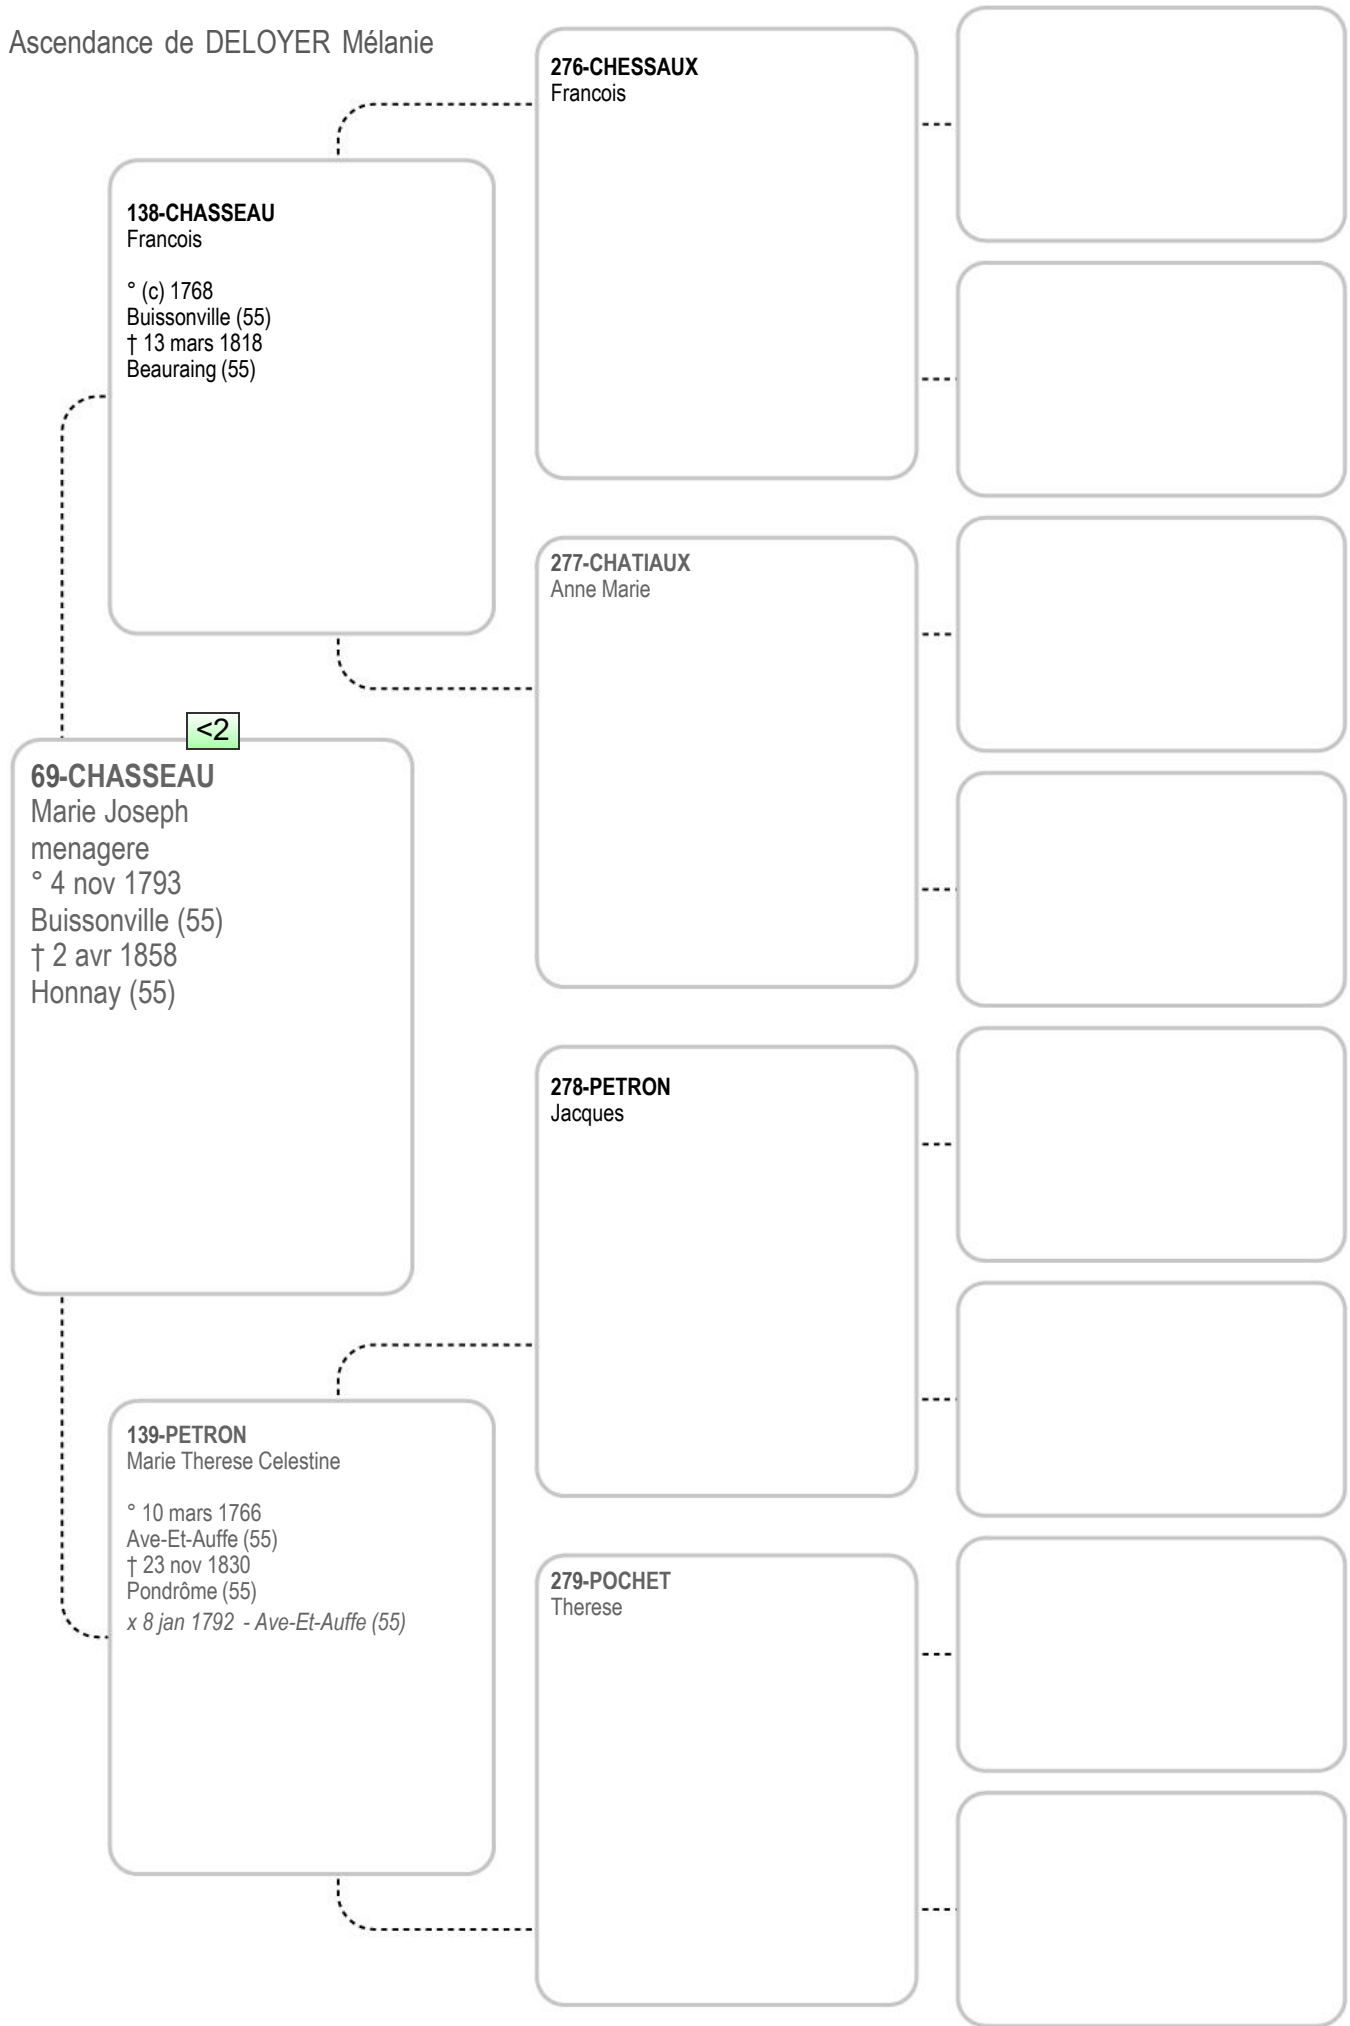 Ascendance de DELOYER Mélanie
276-CHESSAUX
Francois
138-CHASSEAU
Francois
° (c) 1768
Buissonville (55)
† 13 mars 1818
Beauraing (55)
277-CHATIAUX
Anne Marie
<2
69-CHASSEAU
Marie Joseph
menagere
° 4 nov 1793
Buissonville (55)
† 2 avr 1858
Honnay (55)
278-PETRON
Jacques
139-PETRON
Marie Therese Celestine
° 10 mars 1766
Ave-Et-Auffe (55)
† 23 nov 1830
Pondrôme (55)
x 8 jan 1792 - Ave-Et-Auffe (55)
279-POCHET
Therese